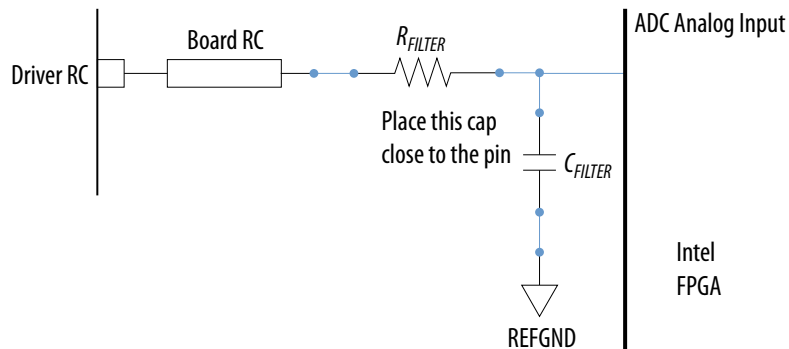 ADC Analog Input
Board RC
R_FILTER
Driver RC
Place this cap
close to the pin
C_FILTER
Intel
FPGA
REFGND